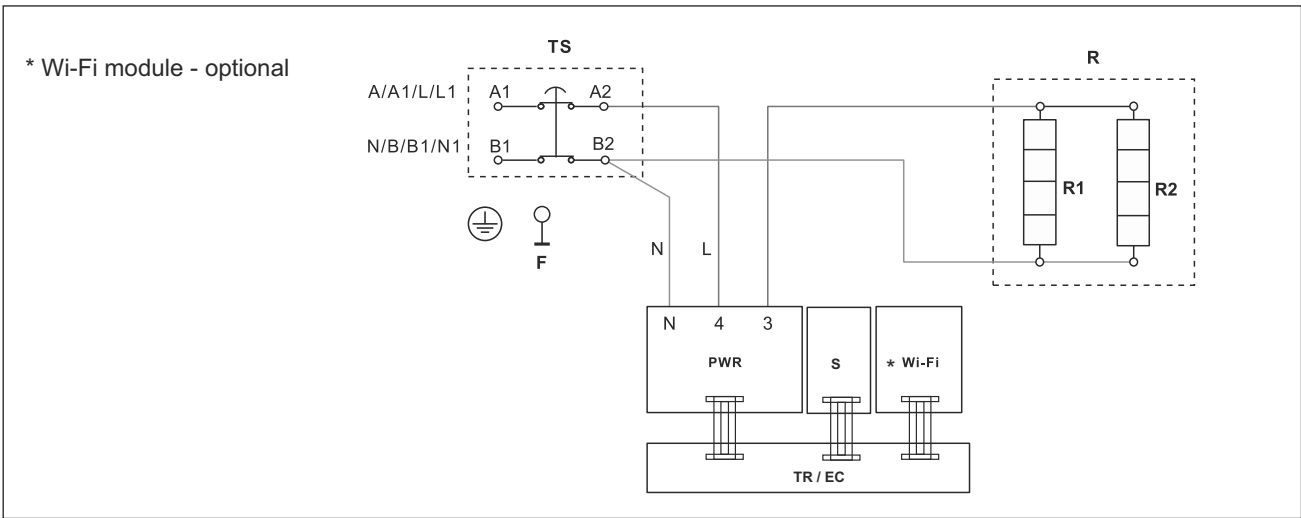 * Wi-Fi module - optional
TS
R
A/A1/L/L1
A1
A2
N/B/B1/N1
B1
B2
R1
R2
F
N
L
N
4
3
PWR
S
* Wi-Fi
TR / EC